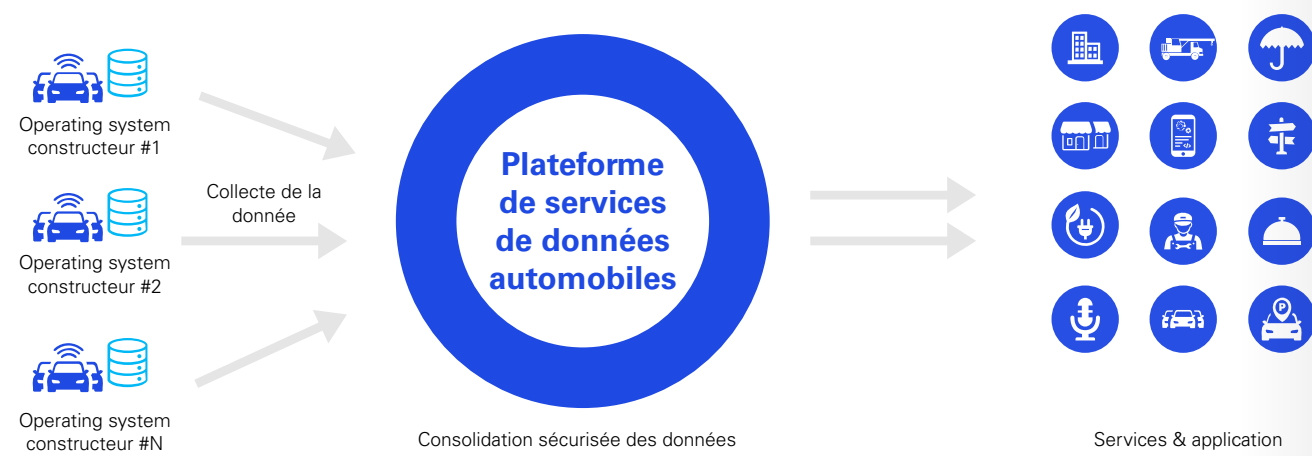 Operating system
constructeur #1
Collecte de la
donnée
Operating system
constructeur #2
Operating system
constructeur #N
Plateforme
de services
de données
automobiles
Consolidation sécurisée des données
P
Services & application